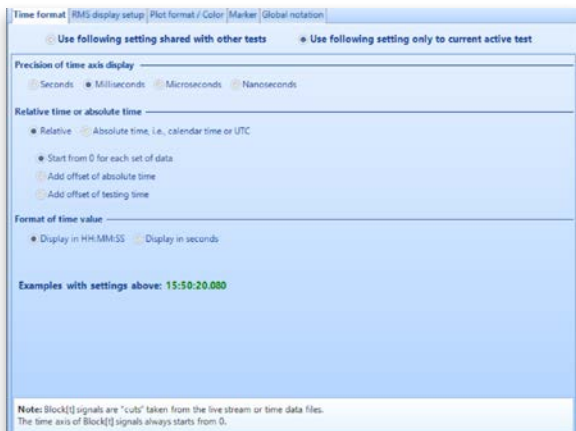 Time format RMS display setup Plot format / Color Marker Global notation
Use following setting shared with other tests Use following setting only to current active test
Precision of time axis display
Seconds Milliseconds Microseconds Nanoseconds
Relative time or absolute time
Relative Absolute time, i.e., calendar time or UTC
Start from 0 for each set of data
Add offset of absolute time
Add offset of testing time
Format of time value
Display in HH:MM:SS Display in seconds
Examples with settings above: 15:50:20.080
Note: Block[t] signals are "cuts" taken from the live stream or time data files.
The time axis of Block[t] signals always starts from 0.